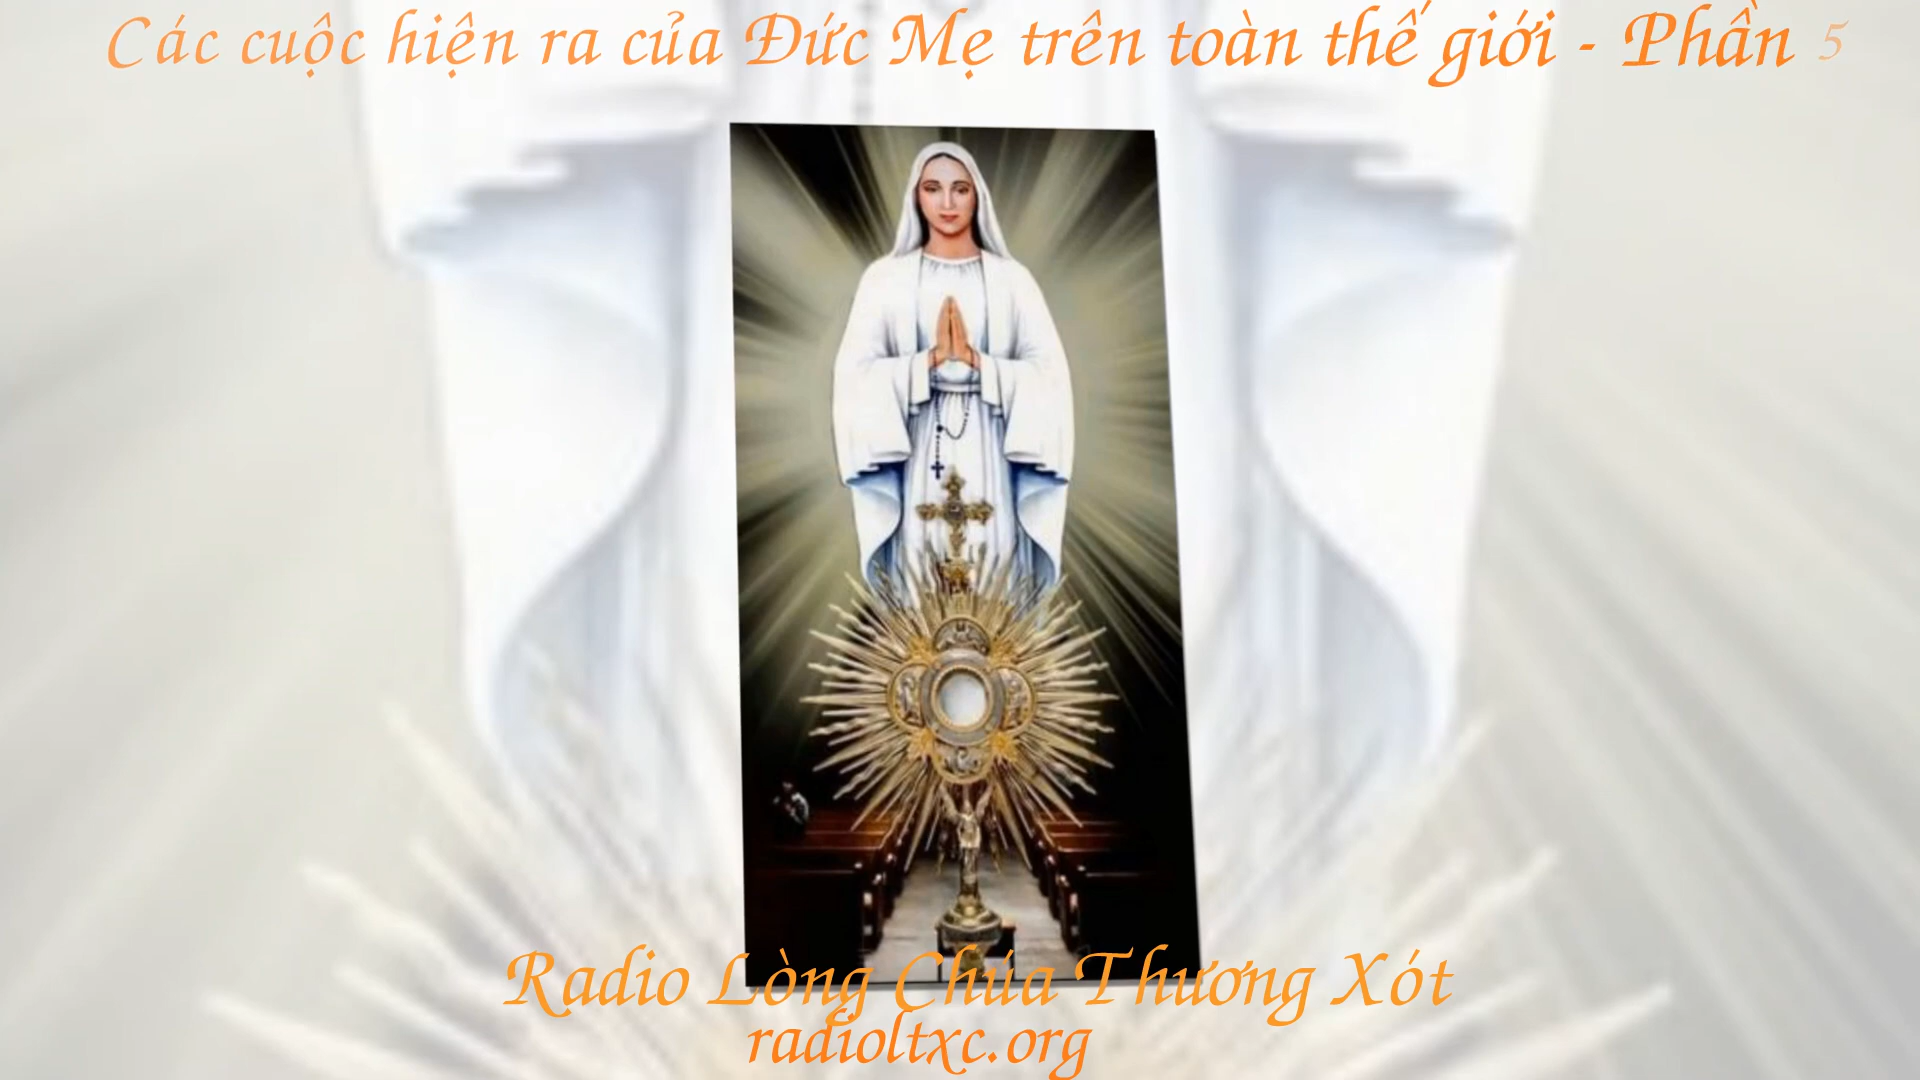 Các cuộc hiện ra của Đức Mẹ trên toàn thế giới - Phần 5
Radio Lòng Chúa Thương Xót
radioltxc.org